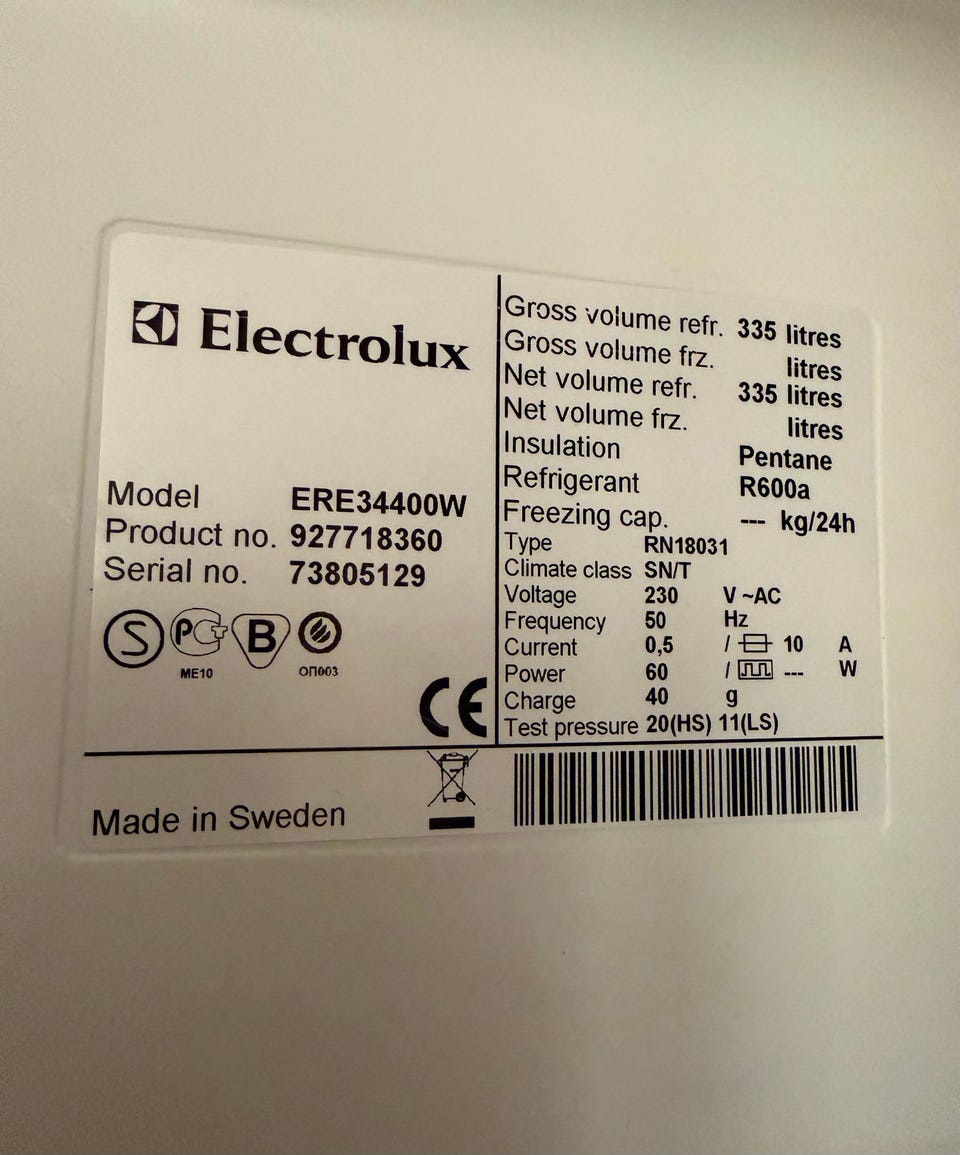 Electrolux
Model ERE34400W
Product no. 927718360
Serial no. 73805129
S PCT B
ME10 ОП003
CE
Gross volume refr. 335 litres
Gross volume frz. litres
Net volume refr. 335 litres
Net volume frz. litres
Insulation Pentane
Refrigerant R600a
Freezing cap. --- kg/24h
Type RN18031
Climate class SN/T
Voltage 230 V ~AC
Frequency 50 Hz
Current 0,5 / 10 A
Power 60 / --- W
Charge 40 g
Test pressure 20(HS) 11(LS)
Made in Sweden